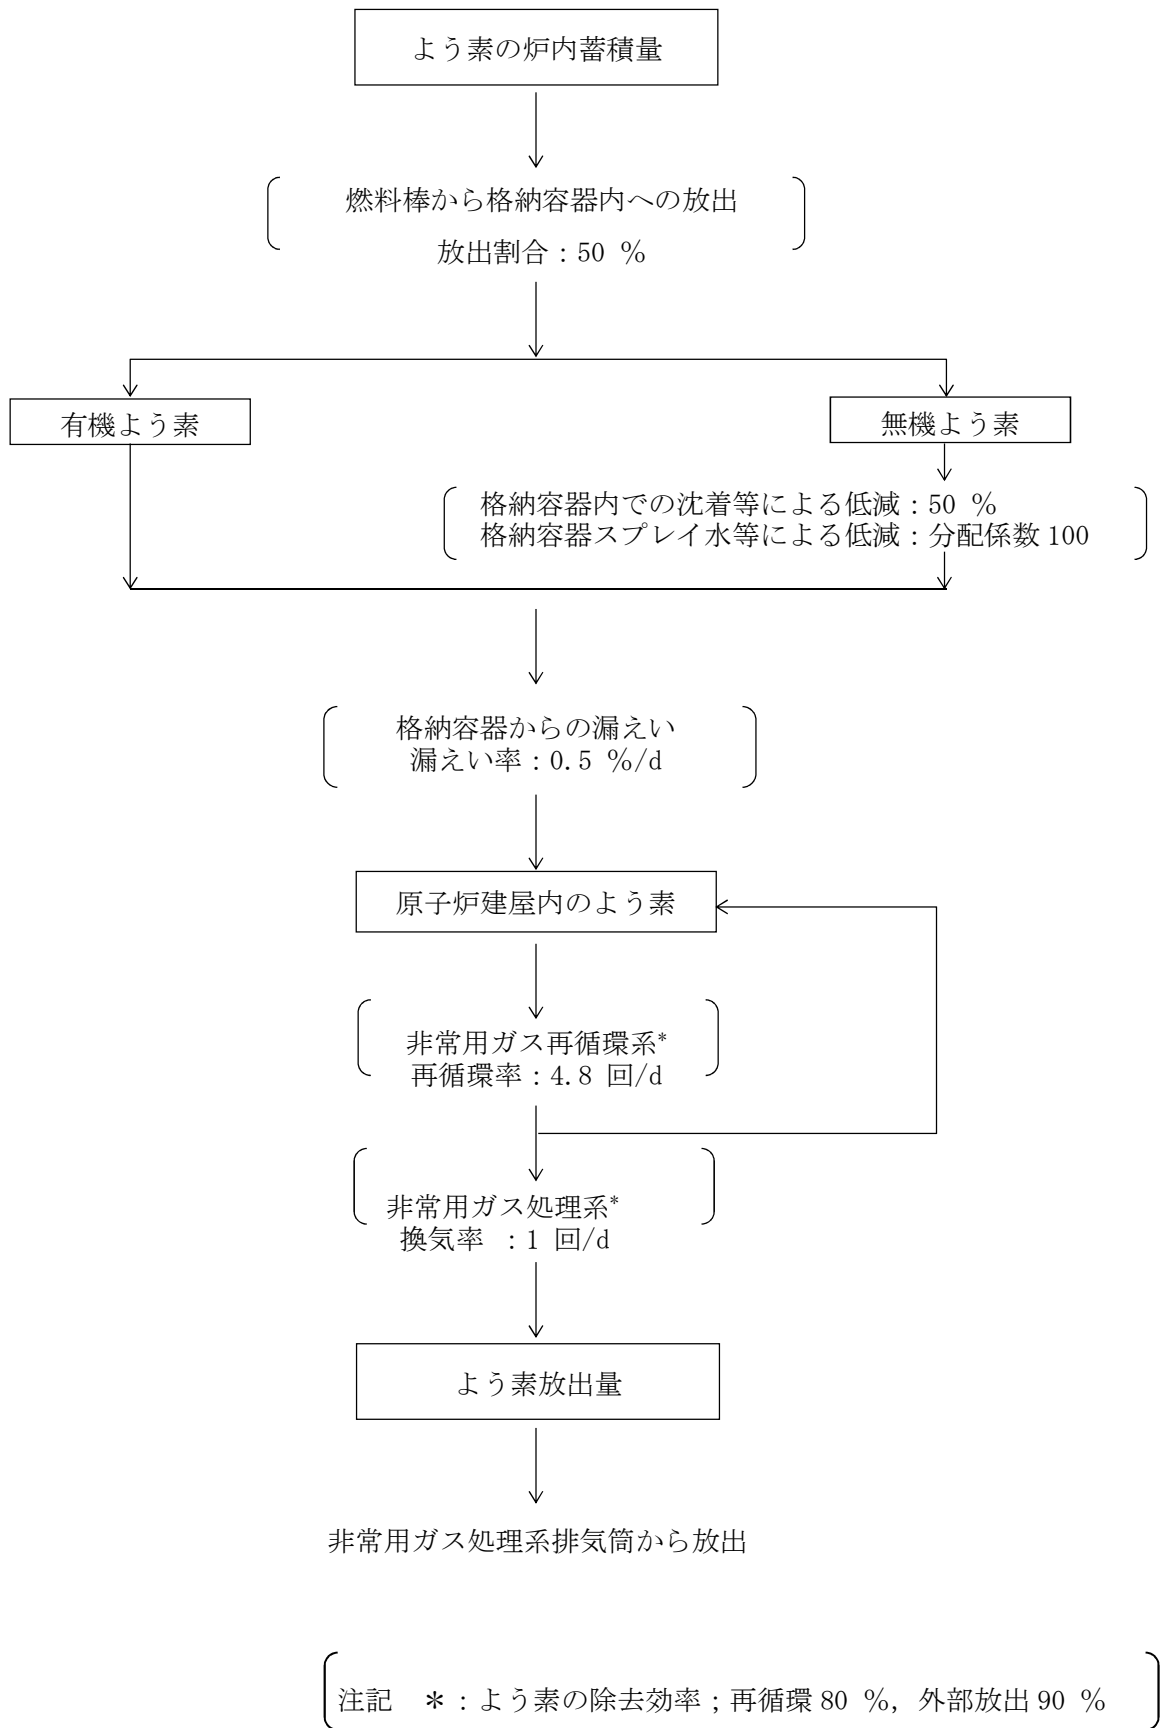 よう素の炉内蓄積量
燃料棒から格納容器内への放出
放出割合：50 %
有機よう素
無機よう素
格納容器内での沈着等による低減：50 %
格納容器スプレイ水等による低減：分配係数 100
格納容器からの漏えい
漏えい率：0.5 %/d
原子炉建屋内のよう素
非常用ガス再循環系*
再循環率：4.8 回/d
非常用ガス処理系*
換気率 ：1 回/d
よう素放出量
非常用ガス処理系排気筒から放出
注記 ＊：よう素の除去効率；再循環 80 %，外部放出 90 %